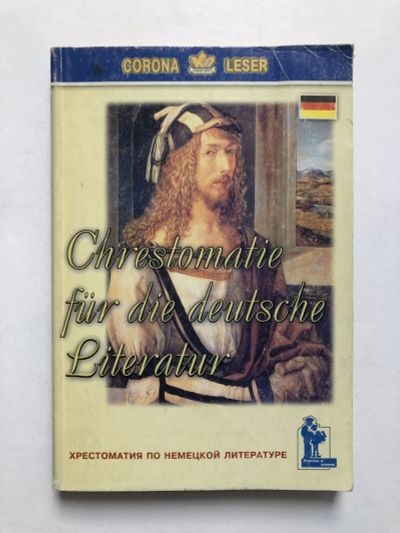 CORONA LESER
Chrestomatie
für die deutsche
Literatur
ХРЕСТОМАТИЯ ПО НЕМЕЦКОЙ ЛИТЕРАТУРЕ